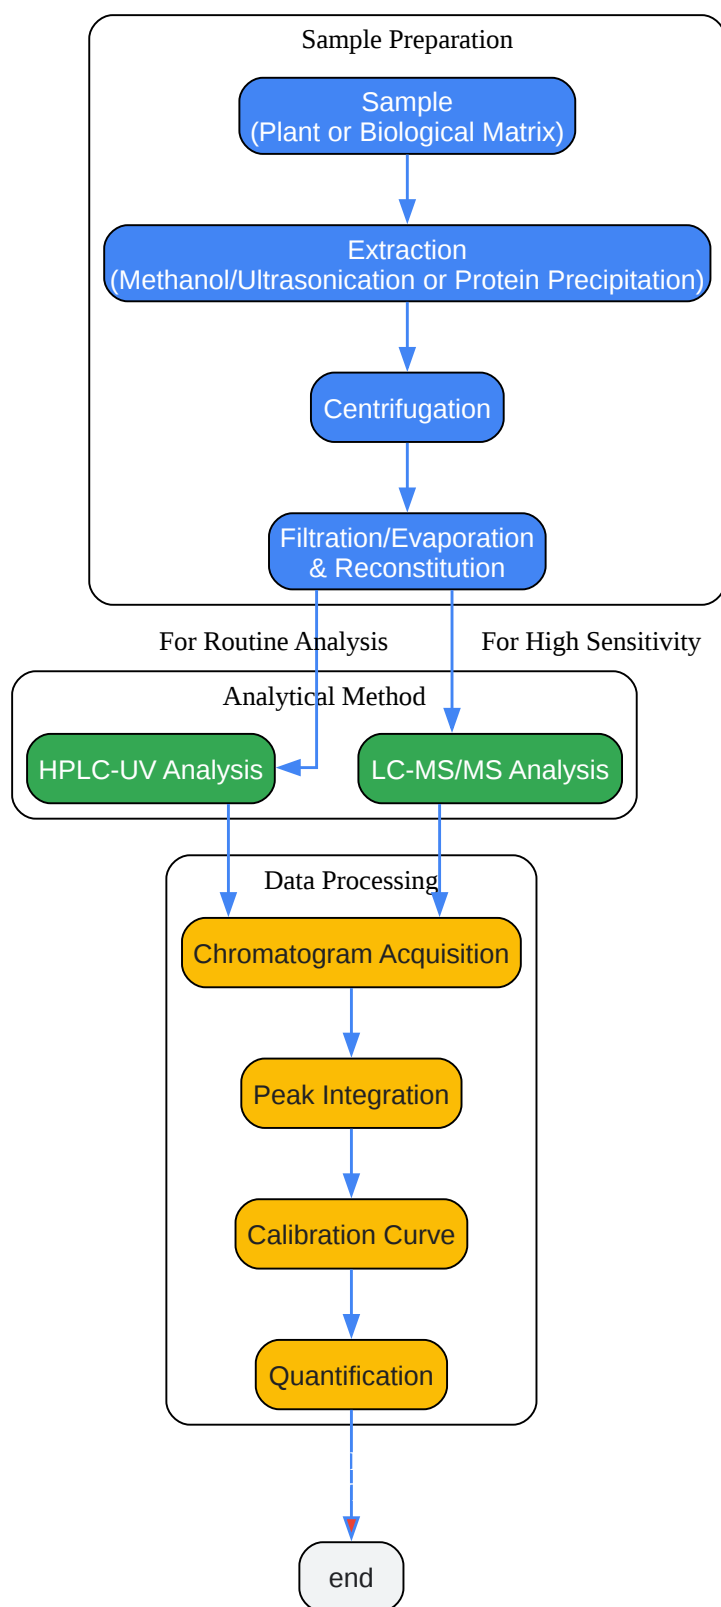 Sample Preparation
Sample
(Plant or Biological Matrix)
Extraction
(Methanol/Ultrasonication or Protein Precipitation)
Centrifugation
Filtration/Evaporation
& Reconstitution
For Routine Analysis
For High Sensitivity
Analytical Method
HPLC-UV Analysis
LC-MS/MS Analysis
Data Processing
Chromatogram Acquisition
Peak Integration
Calibration Curve
Quantification
end